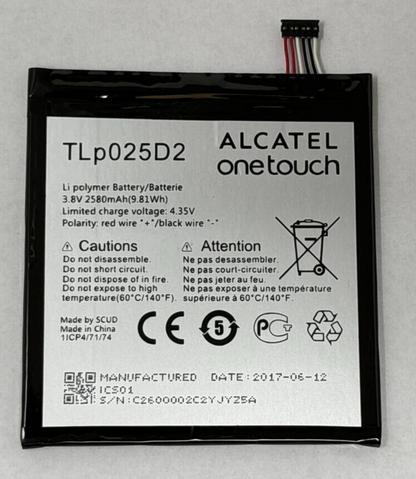 TLp025D2
ALCATEL
onetouch
Li polymer Battery/Batterie
3.8V 2580mAh(9.81Wh)
Limited charge voltage: 4.35V
Polarity: red wire "+"/black wire "-"
Cautions
Do not disassemble.
Do not short circuit.
Do not dispose of in fire.
Do not expose to high
temperature(60°C/140°F).
Attention
Ne pas desassembler.
Ne pas court-circuiter.
Ne pas jeter au feu.
Ne pas exposer à une température
supérieure à 60°C/140°F.
Made by SCUD
Made in China
1ICP4/71/74
CE
5
PC
MANUFACTURED DATE:2017-06-12
ICS01
S/N:C2600002C2YJYZ5A